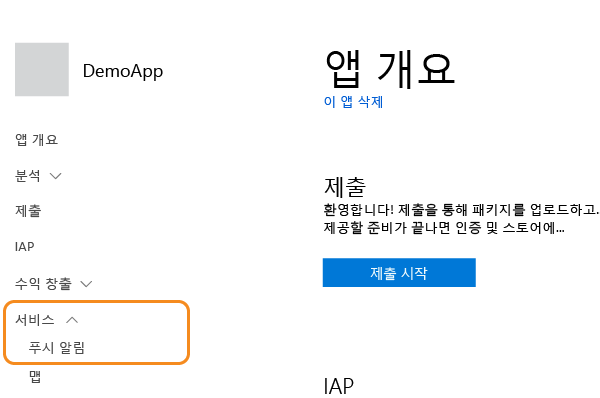 DemoApp
앱 개요
분석
제출
IAP
수익 창출
서비스
푸시 알림
맵
앱 개요
이 앱 삭제
제출
환영합니다! 제출을 통해 패키지를 업로드하고.
제공할 준비가 끝나면 인증 및 스토어에...
제출 시작
IAP